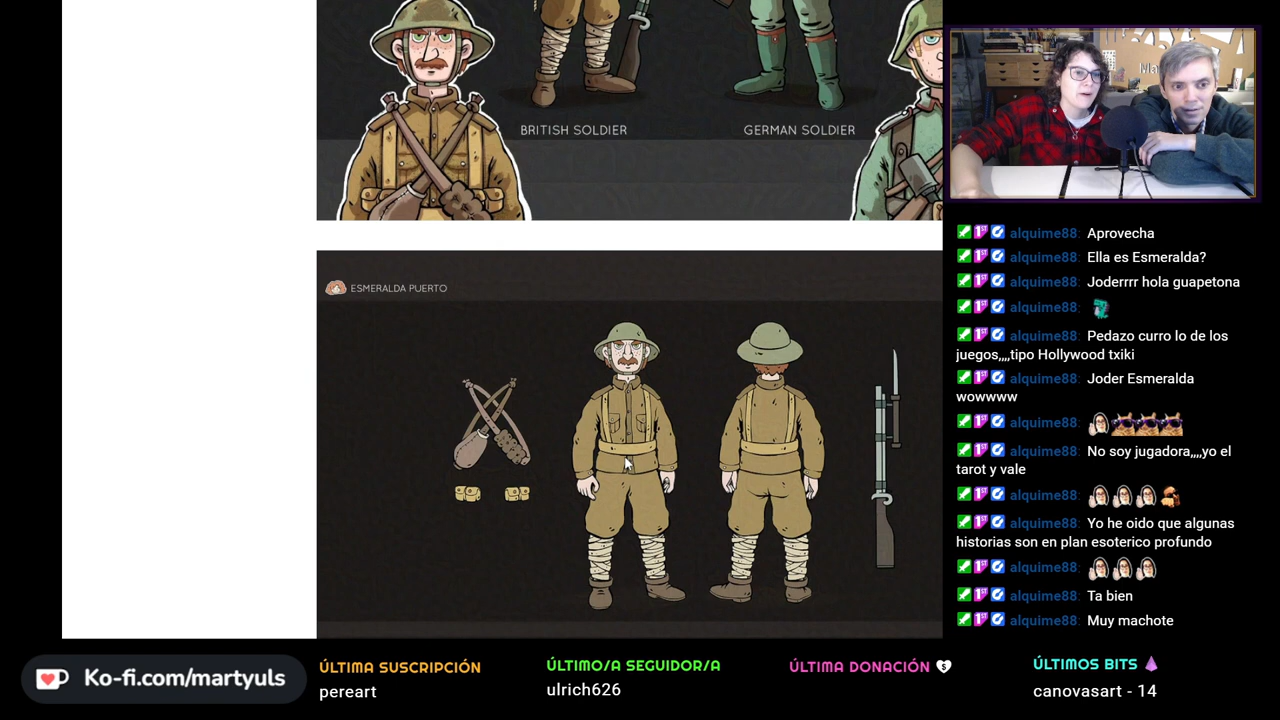 BRITISH SOLDIER
GERMAN SOLDIER
ESMERALDA PUERTO
alquime88: Aprovecha
alquime88: Ella es Esmeralda?
alquime88: Joderrrr hola guapetona
alquime88:
alquime88: Pedazo curro lo de los
juegos,,,,tipo Hollywood txiki
alquime88: Joder Esmeralda
wowwww
alquime88:
alquime88: No soy jugadora,,,,yo el
tarot y vale
alquime88:
alquime88: Yo he oido que algunas
historias son en plan esoterico profundo
alquime88:
alquime88: Ta bien
alquime88: Muy machote
Ko-fi.com/martyuls
ÚLTIMA SUSCRIPCIÓN
pereart
ÚLTIMO/A SEGUIDOR/A
ulrich626
ÚLTIMA DONACIÓN
ÚLTIMOS BITS
canovasart - 14